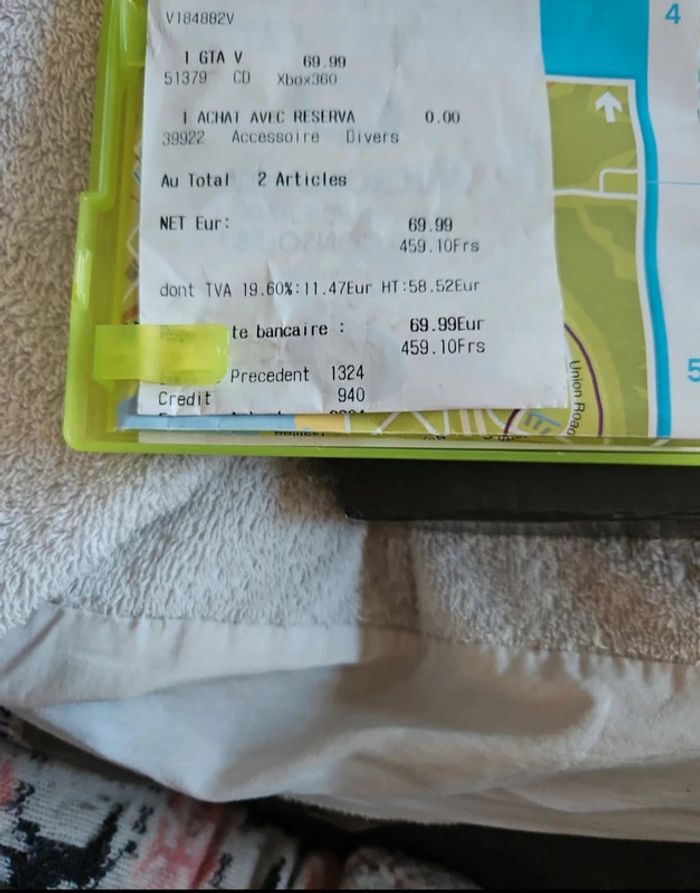 V184882V
4
1 GTA V 69.99
51379 CD Xbox360
1 ACHAT AVEC RESERVA 0.00
39922 Accessoire Divers
Au Total 2 Articles
NET Eur: 69.99
459.10Frs
dont TVA 19.60%:11.47Eur HT:58.52Eur
te bancaire : 69.99Eur
459.10Frs
Precedent 1324
Credit 940
5
Union Road